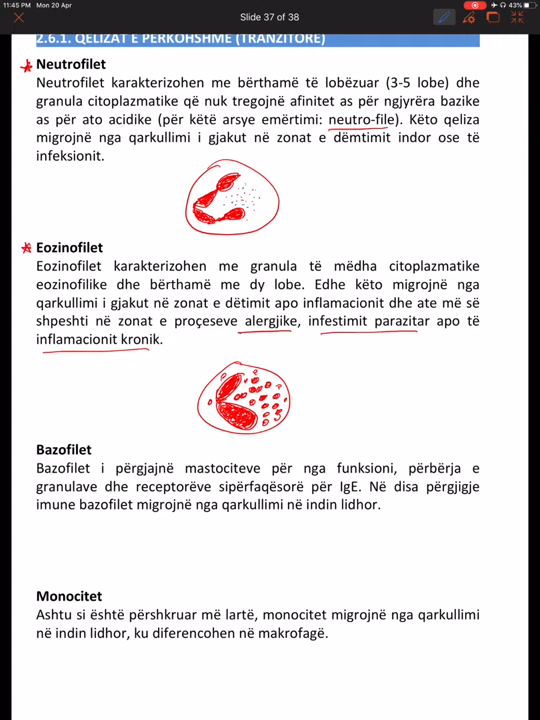 11:45 PM Mon 20 Apr
43%
Slide 37 of 38
2.6.1. QELIZAT E PËRKOHSHME (TRANZITORE)
Neutrofilet
Neutrofilet karakterizohen me bërthamë të lobëzuar (3-5 lobe) dhe
granula citoplazmatike që nuk tregojnë afinitet as për ngjyrëra bazike
as për ato acidike (për këtë arsye emërtimi: neutro-file). Këto qeliza
migrojnë nga qarkullimi i gjakut në zonat e dëmtimit indor ose të
infeksionit.
Eozinofilet
Eozinofilet karakterizohen me granula të mëdha citoplazmatike
eozinofilike dhe bërthamë me dy lobe. Edhe këto migrojnë nga
qarkullimi i gjakut në zonat e dëtimit apo inflamacionit dhe ate më së
shpeshti në zonat e proçeseve alergjike, infestimit parazitar apo të
inflamacionit kronik.
Bazofilet
Bazofilet i përgjajnë mastociteve për nga funksioni, përbërja e
granulave dhe receptorëve sipërfaqësorë për IgE. Në disa përgjigje
imune bazofilet migrojnë nga qarkullimi në indin lidhor.
Monocitet
Ashtu si është përshkruar më lartë, monocitet migrojnë nga qarkullimi
në indin lidhor, ku diferencohen në makrofagë.